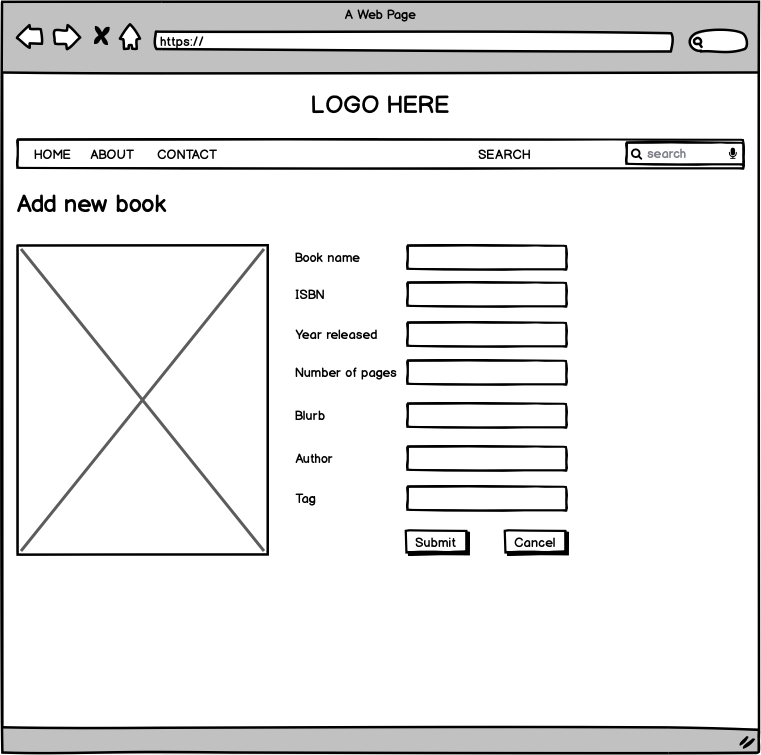 A Web Page
https://
LOGO HERE
HOME ABOUT CONTACT SEARCH search
Add new book
Book name
ISBN
Year released
Number of pages
Blurb
Author
Tag
Submit Cancel